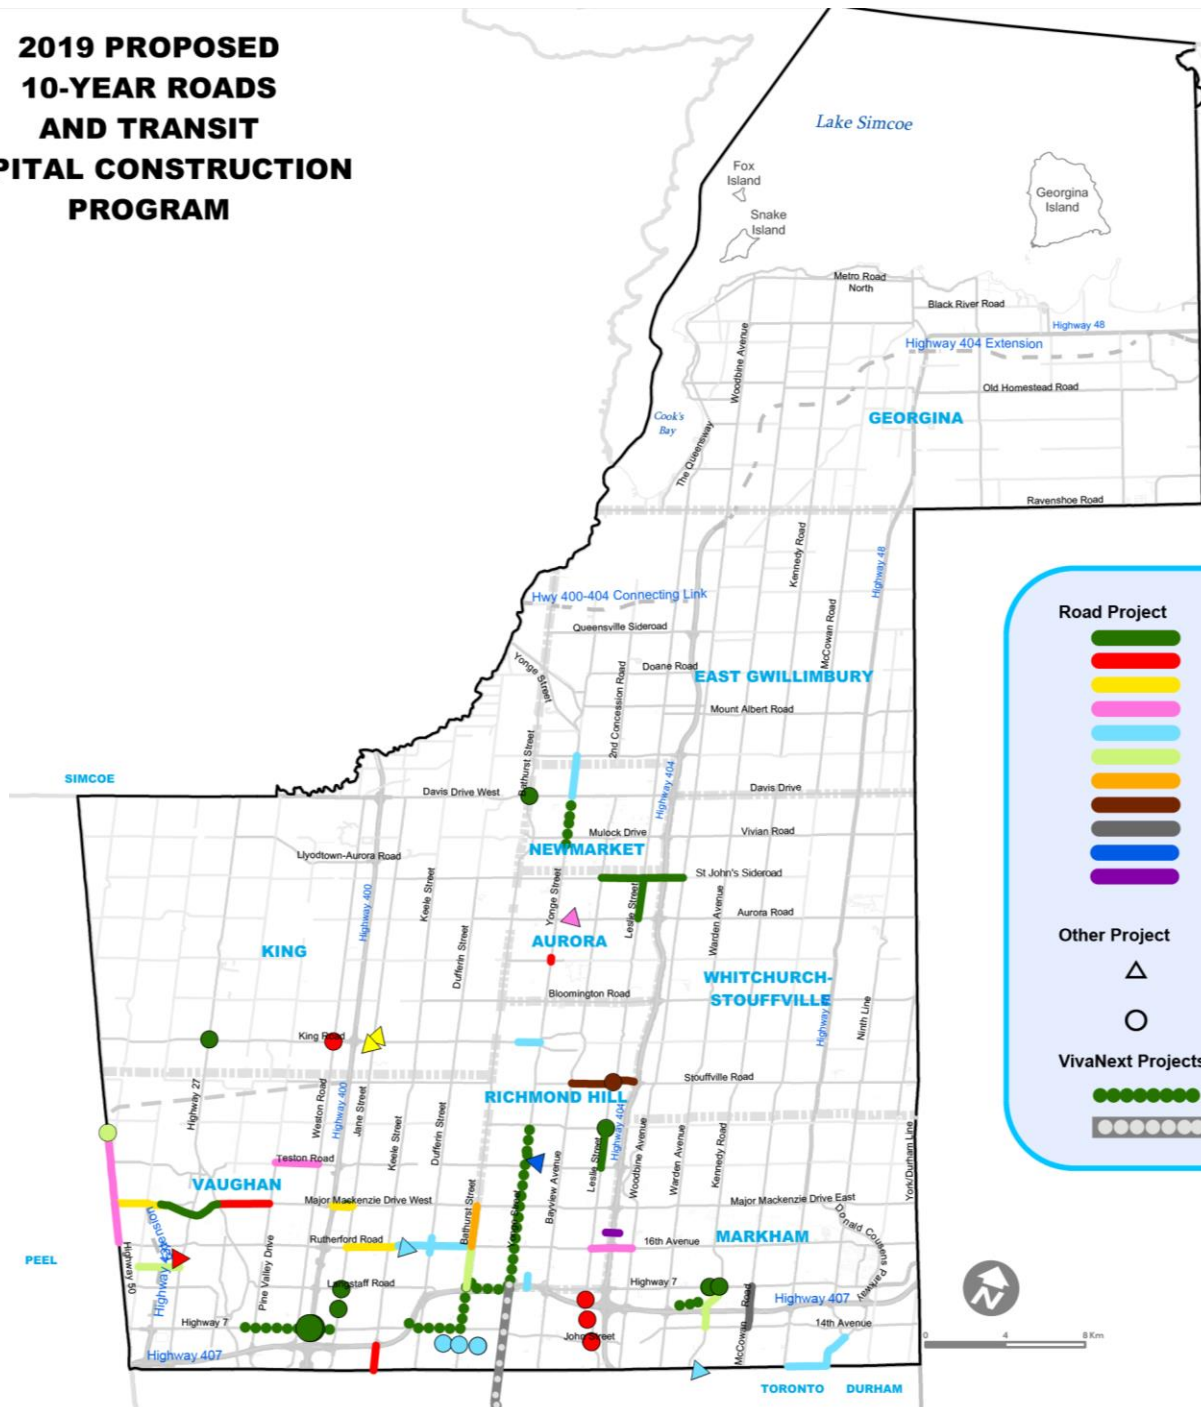 2019 PROPOSED
10-YEAR ROADS
AND TRANSIT
PITAL CONSTRUCTION
PROGRAM
Lake Simcoe
Fox
Island
Georgina
Island
Snake
Island
Metro Road
North
Black River Road
Highway 48
Highway 404 Extension
Woodbine Avenue
Old Homestead Road
Cook's
Bay
GEORGINA
The Queensway
Ravenshoe Road
Kennedy Road
Highway 48
Hwy 400-404 Connecting Link
Road Project
McCowan Road
Queensville Sideroad
Yonge Street
2nd Concession Road
Doane Road
EAST GWILLIMBURY
Mount Albert Road
Bathurst Street
SIMCOE
Highway 404
Davis Drive West
Davis Drive
Mulock Drive
Vivian Road
NEWMARKET
Llyodtown-Aurora Road
St John's Sideroad
Keele Street
Yonge Street
Leslie Street
Highway 400
Warden Avenue
Aurora Road
Other Project
AURORA
KING
Dufferin Street
WHITCHURCH-
STOUFFVILLE
Bloomington Road
Highway
Ninth Line
King Road
VivaNext Projects
Stouffville Road
RICHMOND HILL
Highway 27
Weston Road
Highway 400
Jane Street
Keele Street
Dufferin Street
Highway 404
Leslie Street
Woodbine Avenue
Warden Avenue
Kennedy Road
York/Durham Line
Teston Road
Bayview Avenue
VAUGHAN
Bathurst Street
Major Mackenzie Drive West
Major Mackenzie Drive East
Donald Cousens Parkway
Rutherford Road
16th Avenue
MARKHAM
PEEL
Highway 50
Pine Valley Drive
Langstaff Road
Highway 7
Highway 407
McCowan Road
Highway 7
14th Avenue
John Street
N
0 4 8 Km
Highway 407
TORONTO DURHAM